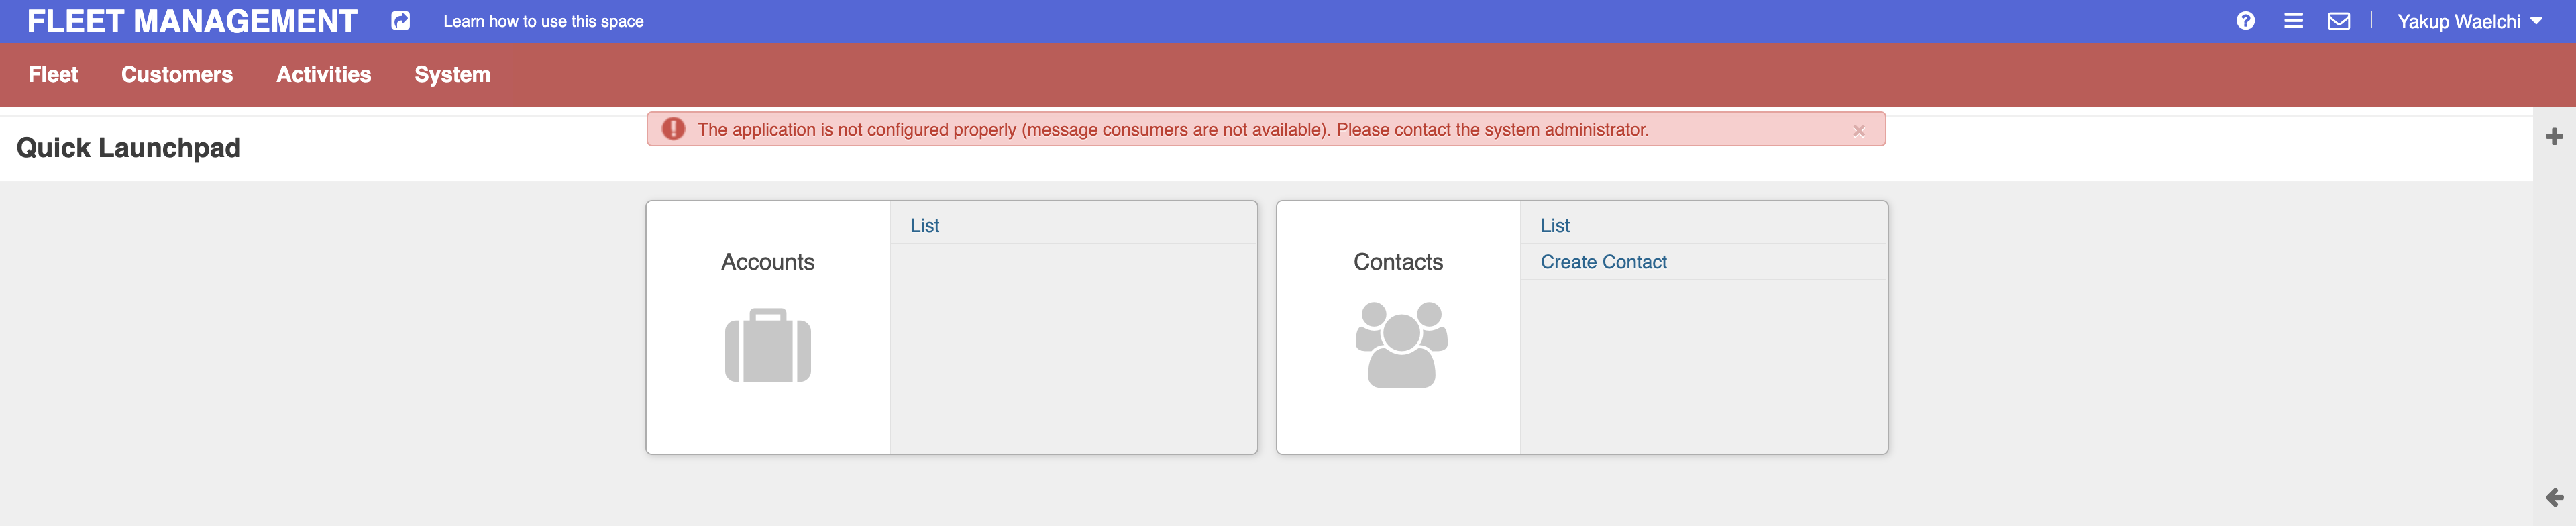 FLEET MANAGEMENT Learn how to use this space Yakup Waelchi
Fleet Customers Activities System
The application is not configured properly (message consumers are not available). Please contact the system administrator.
Quick Launchpad
Accounts
List
Contacts
List
Create Contact